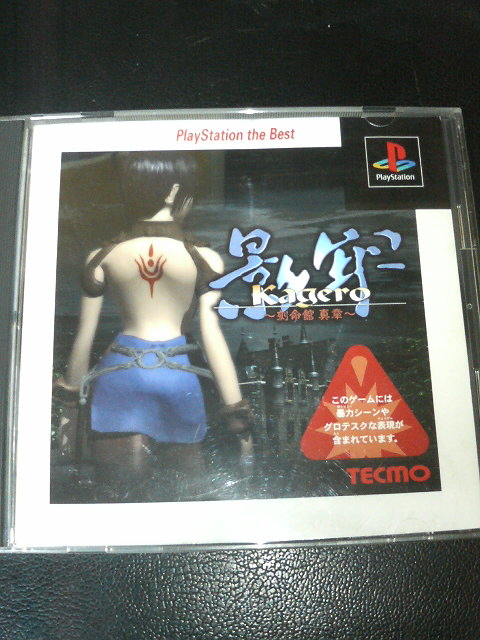 PlayStation the Best
PlayStation
影牢
Kagero
～刻命館 真章～
このゲームには
暴力シーンや
グロテスクな表現が
含まれています。
TECMO